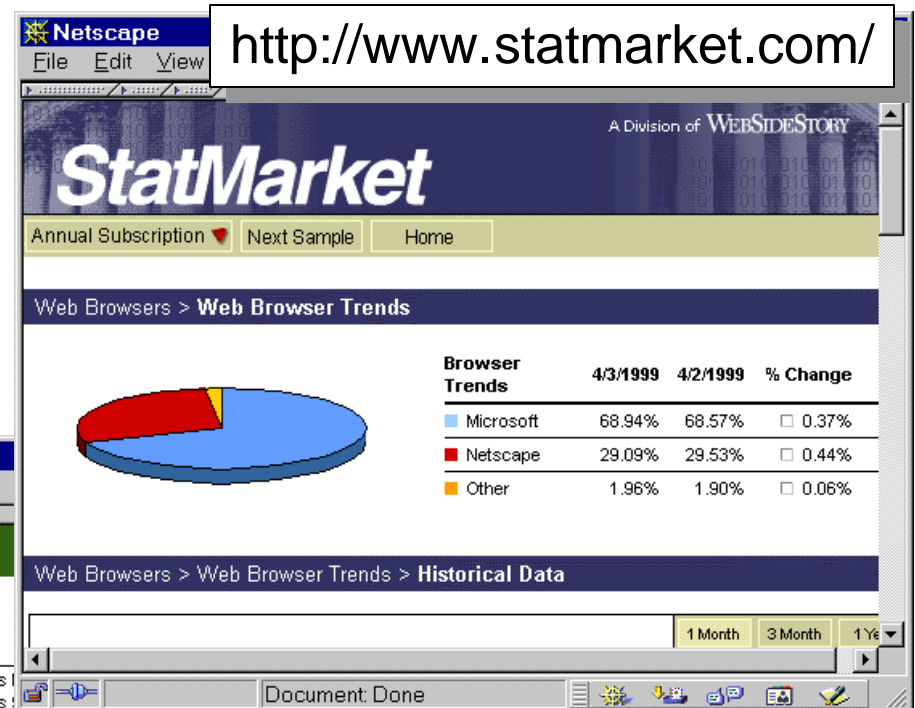 Netscape
http://www.statmarket.com/
File Edit View
A Division of WEBSIDESTORY
StatMarket
Annual Subscription Next Sample Home
Web Browsers > Web Browser Trends
Browser Trends 4/3/1999 4/2/1999 % Change
Microsoft 68.94% 68.57% 0.37%
Netscape 29.09% 29.53% 0.44%
Other 1.96% 1.90% 0.06%
Web Browsers > Web Browser Trends > Historical Data
1 Month 3 Month 1 Ye
Document: Done